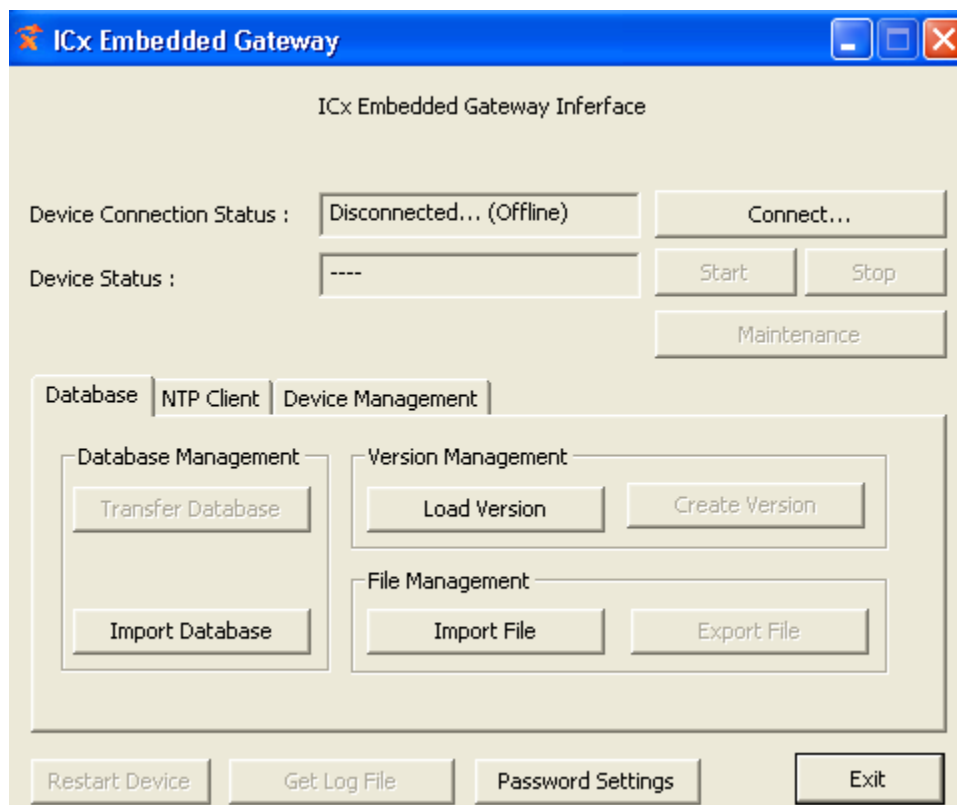 ICx Embedded Gateway
ICx Embedded Gateway Inferface
Device Connection Status : Disconnected... (Offline) Connect...
Device Status : ---- Start Stop
Maintenance
Database NTP Client Device Management
Database Management Version Management
Transfer Database Load Version Create Version
File Management
Import Database Import File Export File
Restart Device Get Log File Password Settings Exit